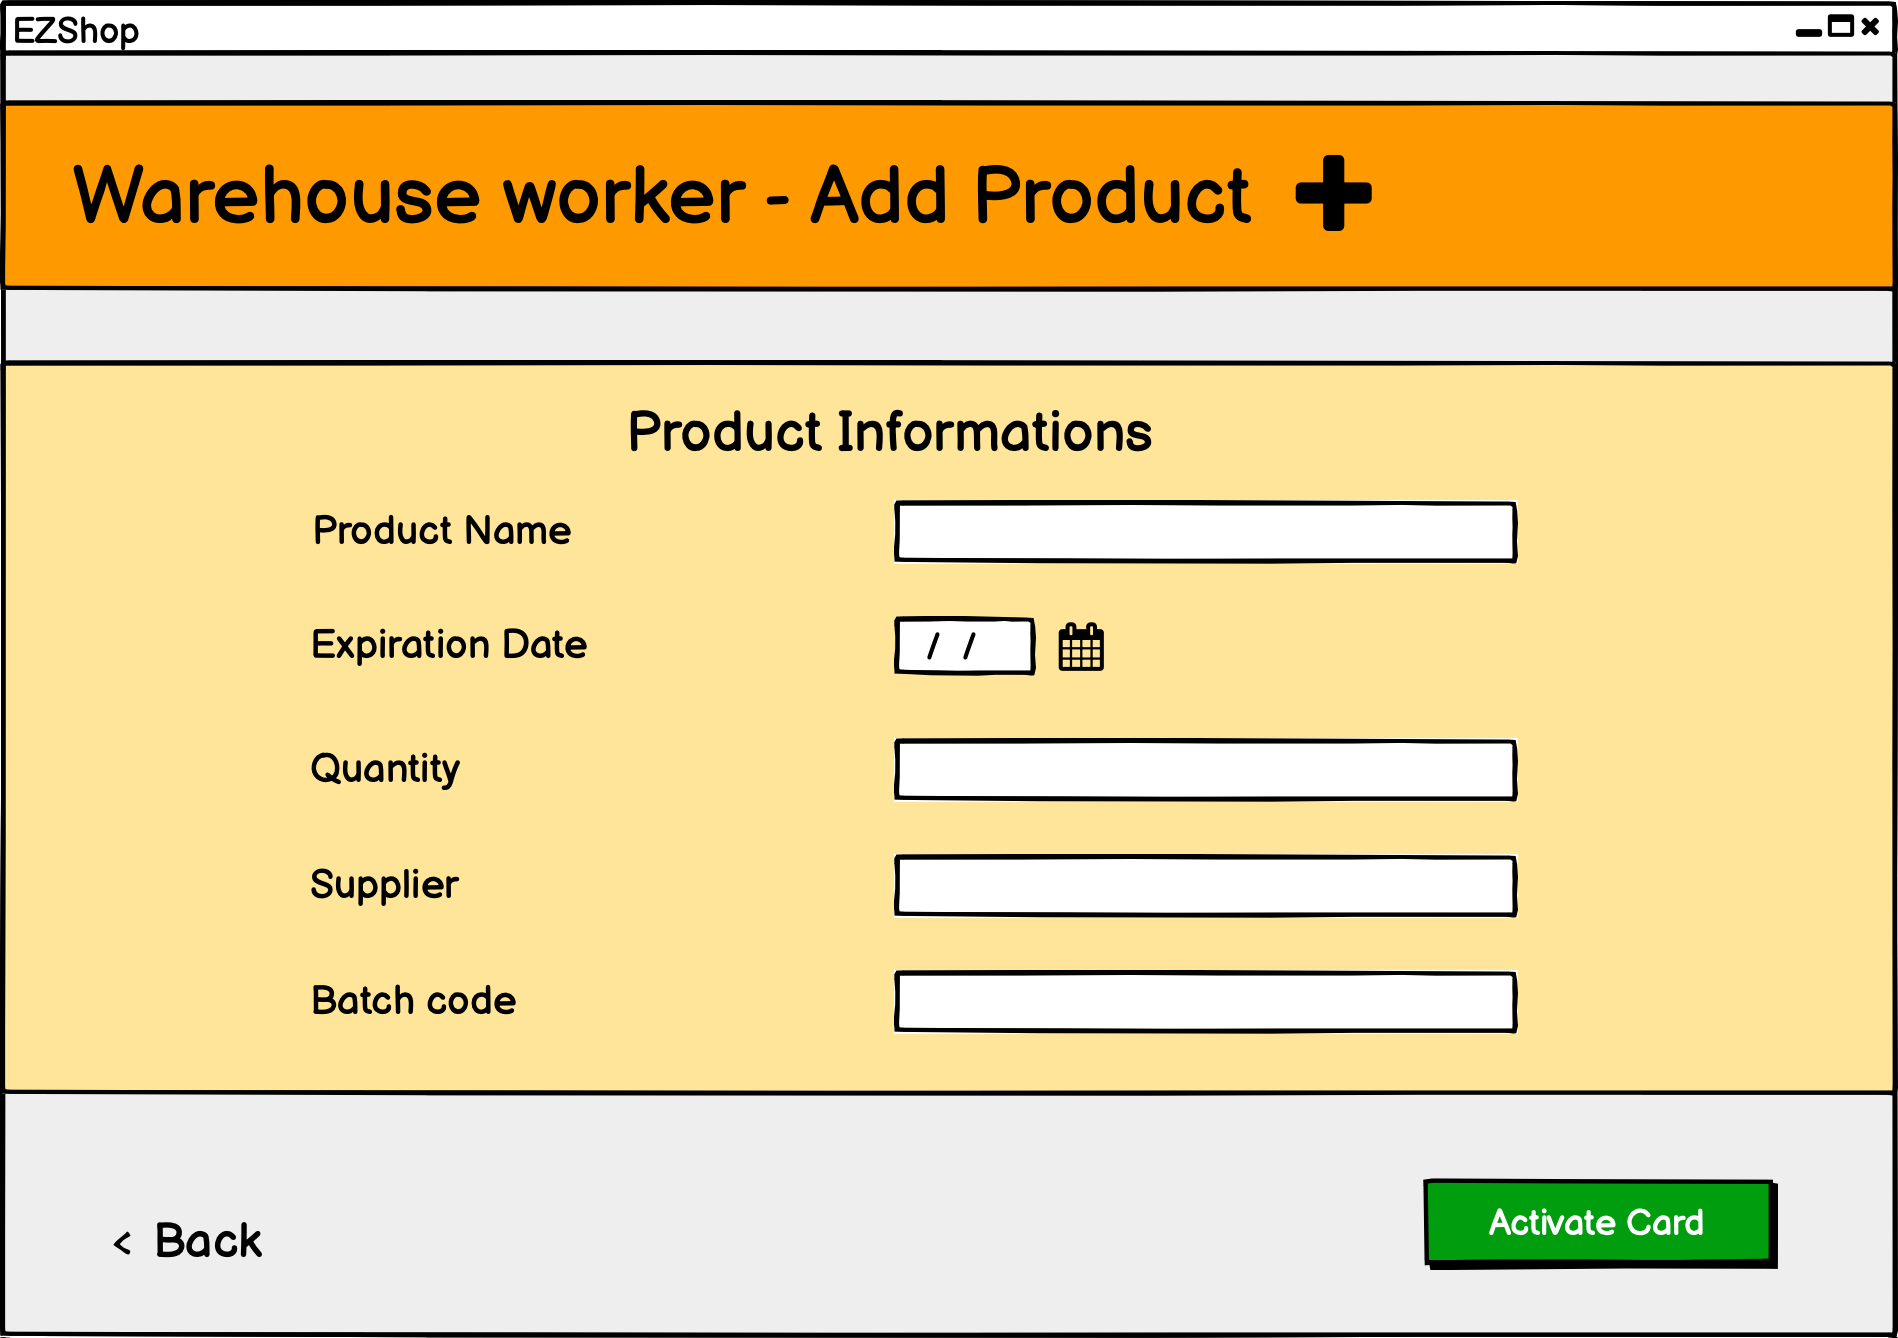 EZShop
Warehouse worker - Add Product
Product Informations
Product Name
Expiration Date
/ /
Quantity
Supplier
Batch code
< Back
Activate Card